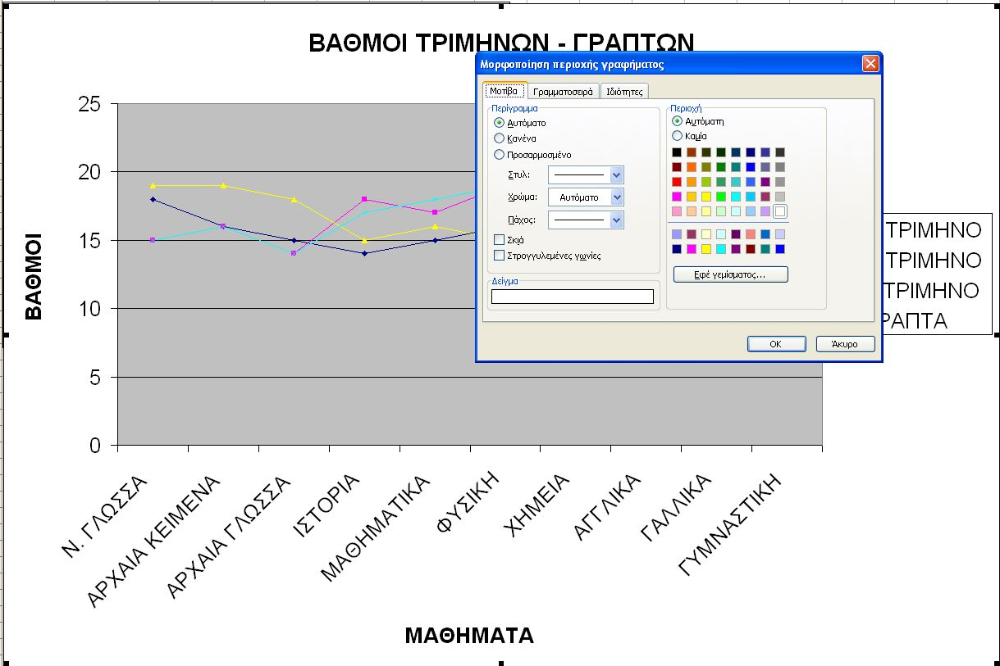 ΒΑΘΜΟΙ ΤΡΙΜΗΝΩΝ - ΓΡΑΠΤΩΝ
Μορφοποίηση περιοχής γραφήματος
Μοτίβα
Γραμματοσειρά
Ιδιότητες
Περίγραμμα
Αυτόματο
Κανένα
Προσαρμοσμένο
Στυλ:
Χρώμα:
Αυτόματο
Πάχος:
Σκιά
Στρογγυλεμένες γωνίες
Δείγμα
Περιοχή
Αυτόματη
Καμία
Εφέ γεμίσματος...
OK
Άκυρο
25
20
15
10
5
0
ΒΑΘΜΟΙ
ΤΡΙΜΗΝΟ
ΤΡΙΜΗΝΟ
ΤΡΙΜΗΝΟ
ΡΑΠΤΑ
Ν. ΓΛΩΣΣΑ
ΑΡΧΑΙΑ ΚΕΙΜΕΝΑ
ΑΡΧΑΙΑ ΓΛΩΣΣΑ
ΙΣΤΟΡΙΑ
ΜΑΘΗΜΑΤΙΚΑ
ΦΥΣΙΚΗ
ΧΗΜΕΙΑ
ΑΓΓΛΙΚΑ
ΓΑΛΛΙΚΑ
ΓΥΜΝΑΣΤΙΚΗ
ΜΑΘΗΜΑΤΑ